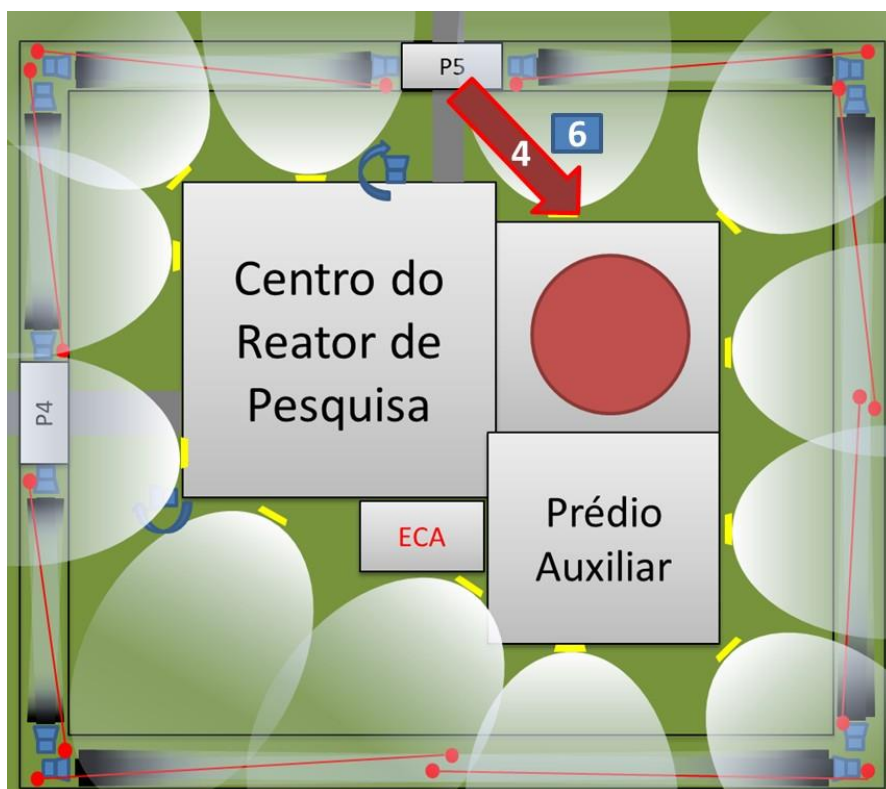 P5
6
4
Centro do
Reator de
Pesquisa
P4
Prédio
Auxiliar
ECA